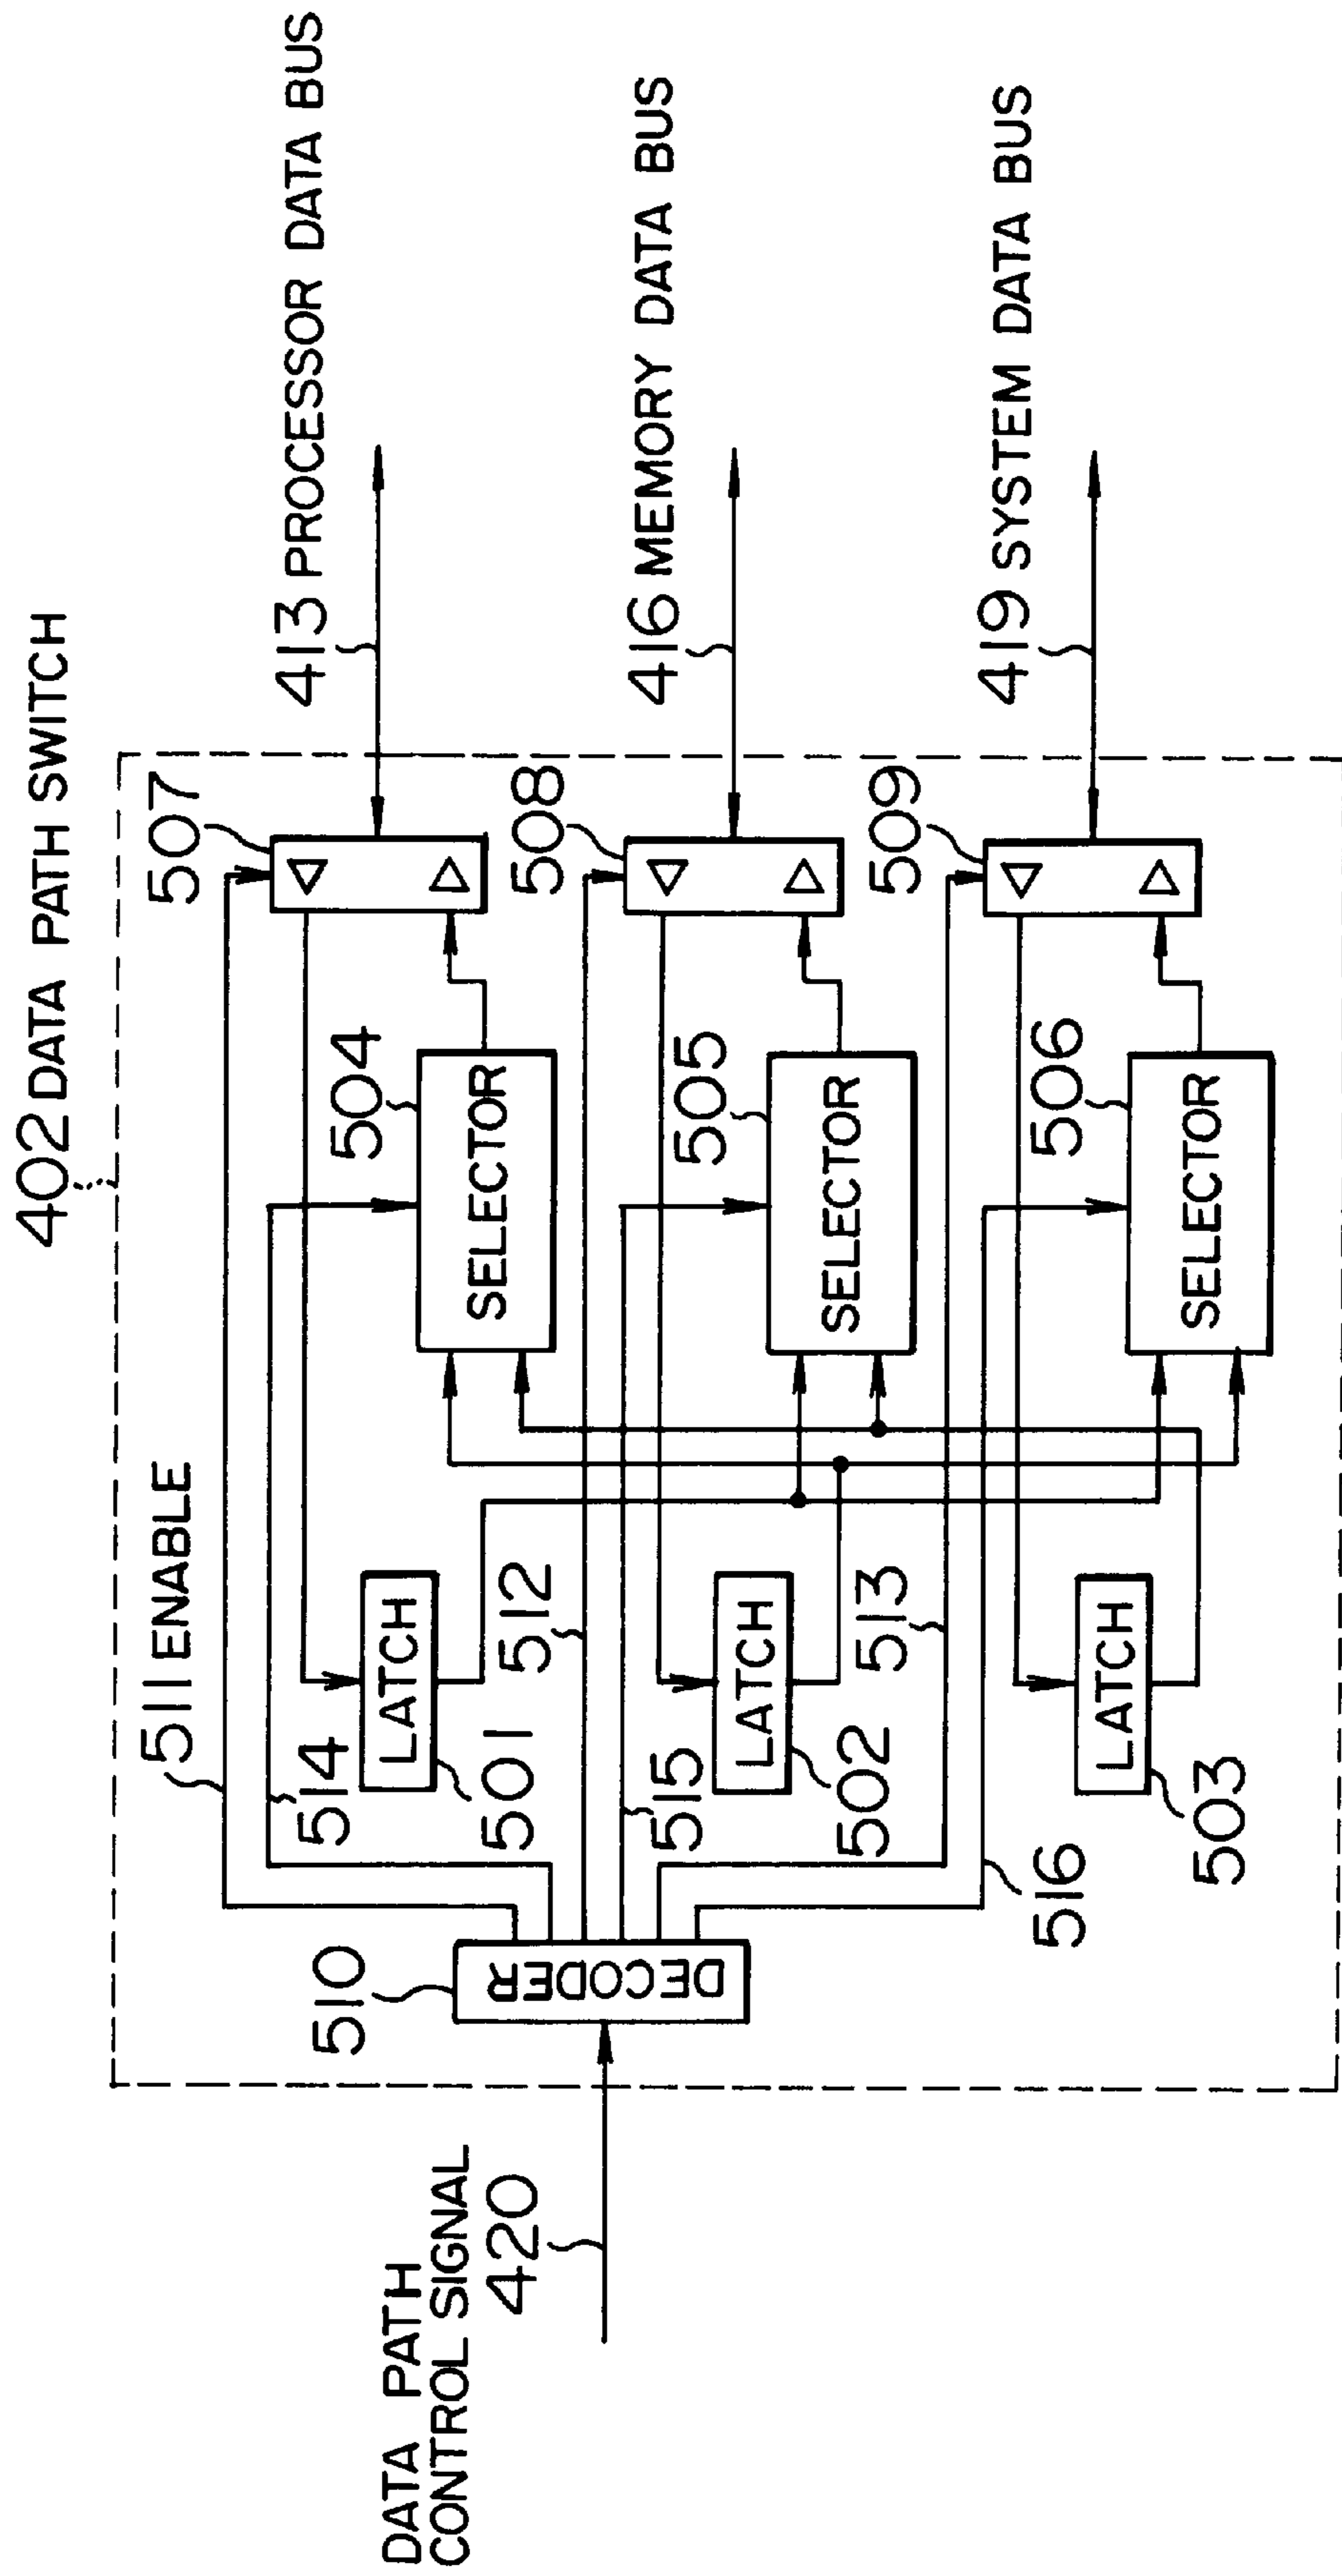 402 DATA PATH SWITCH
511 ENABLE
507
413 PROCESSOR DATA BUS
514
504
LATCH
501
SELECTOR
510
DECODER
512
508
416 MEMORY DATA BUS
DATA PATH
CONTROL SIGNAL
420
515
505
LATCH
502
SELECTOR
513
509
419 SYSTEM DATA BUS
516
506
LATCH
503
SELECTOR